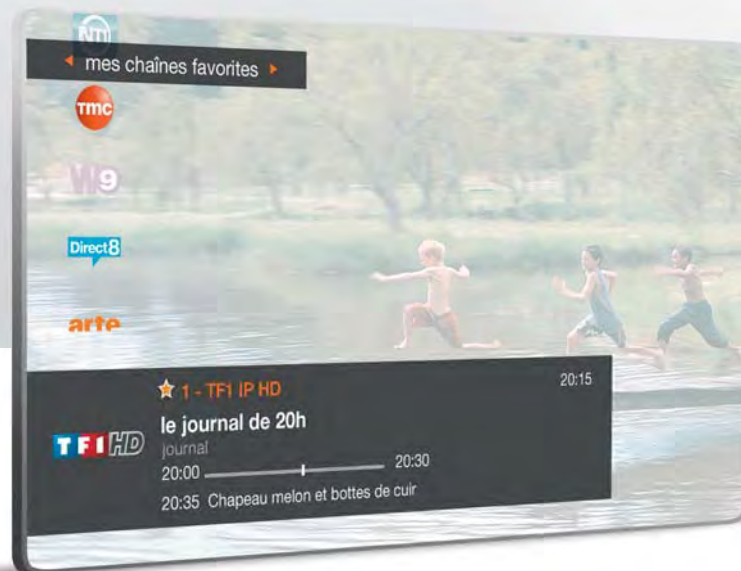 NT1
mes chaînes favorites
TMC
W9
Direct8
arte
1 - TF1 IP HD
20:15
le journal de 20h
TF1 HD
journal
20:00
20:30
20:35 Chapeau melon et bottes de cuir